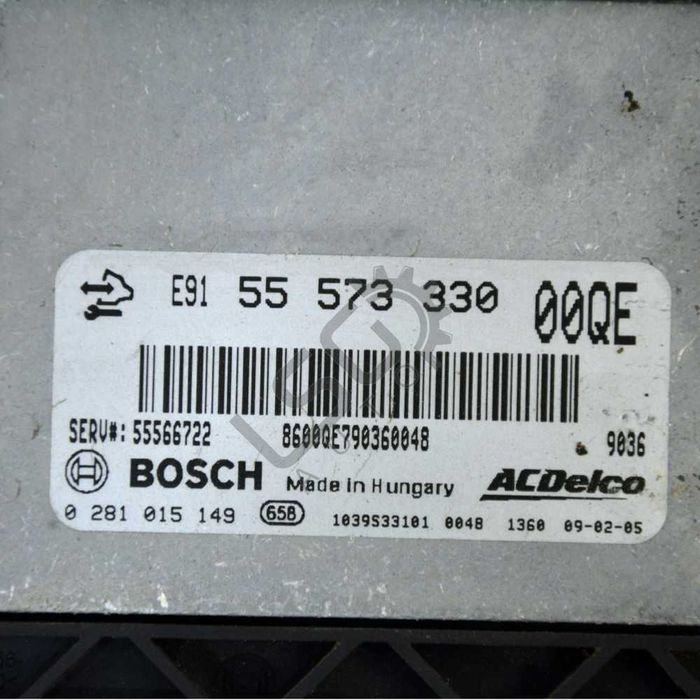 E91 55 573 330 00QE
SERV#: 55566722 8600QE790360048 9036
BOSCH Made in Hungary ACDelco
0 281 015 149 658 1039S33101 0048 1360 09-02-05